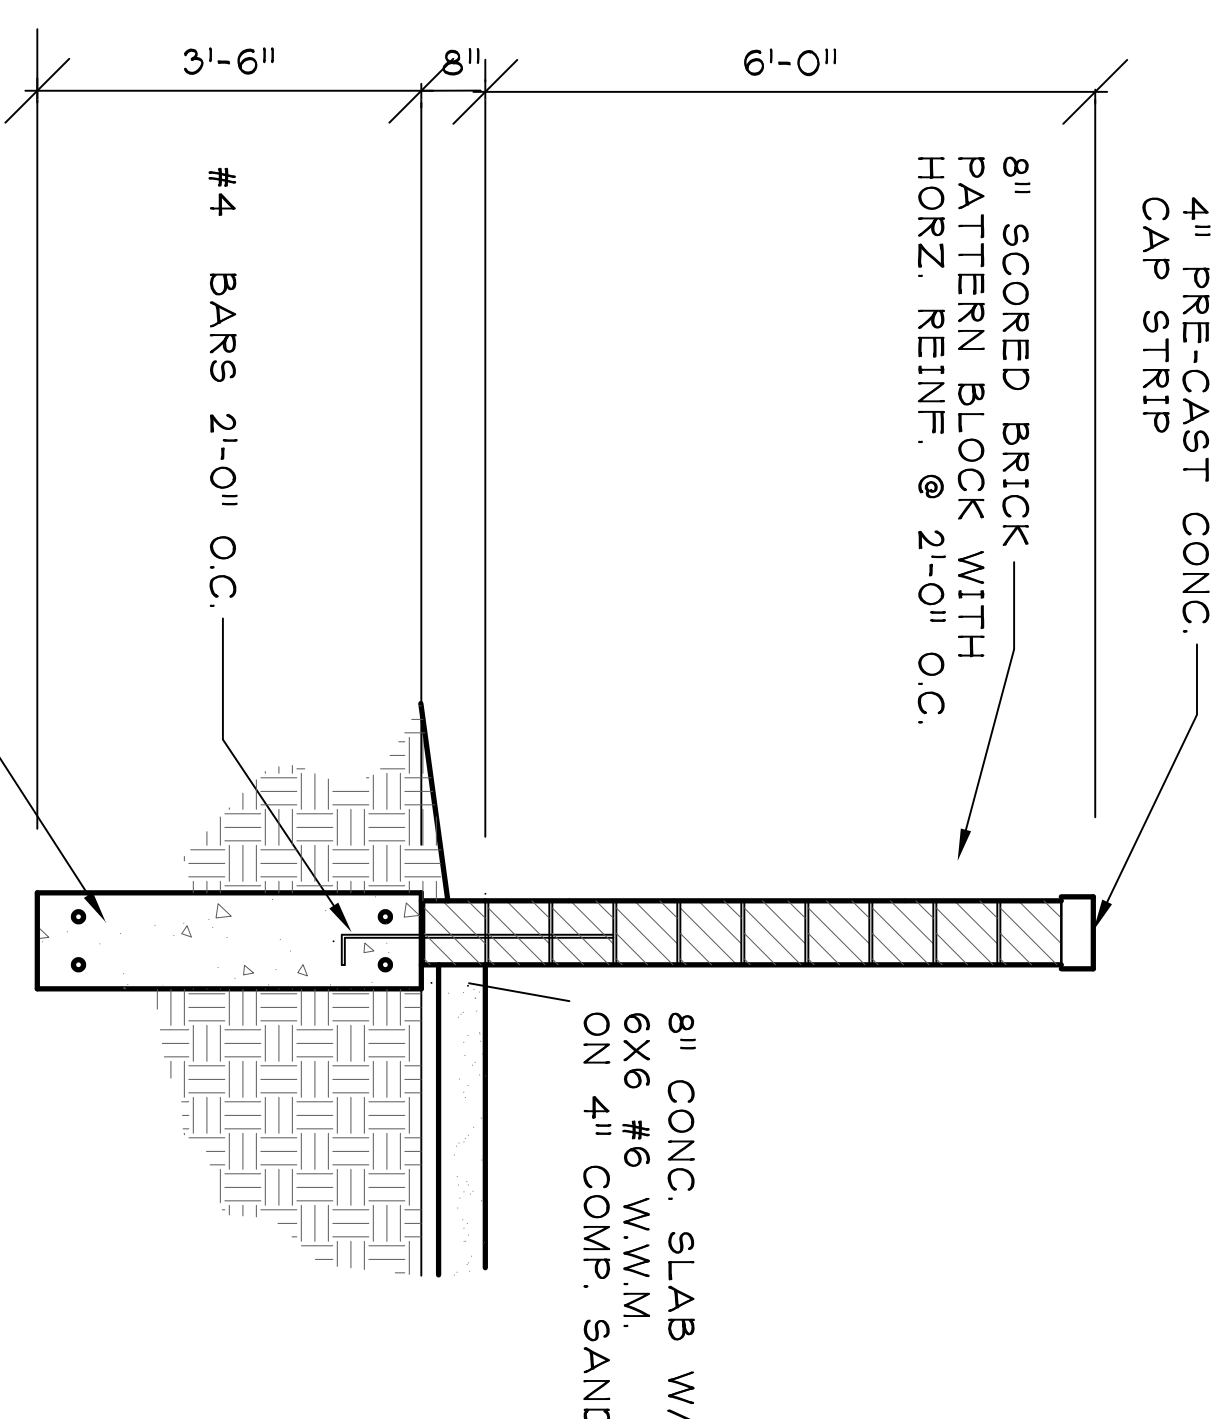 4" PRE-CAST CONC.
CAP STRIP
8" SCORED BRICK
PATTERN BLOCK WITH
HORZ. REINF. @ 2'-0" O.C.
6'-0"
8"
3'-6"
8" CONC. SLAB
6X6 #6 W.W.M.
ON 4" COMP. SAND
#4 BARS 2'-0" O.C.